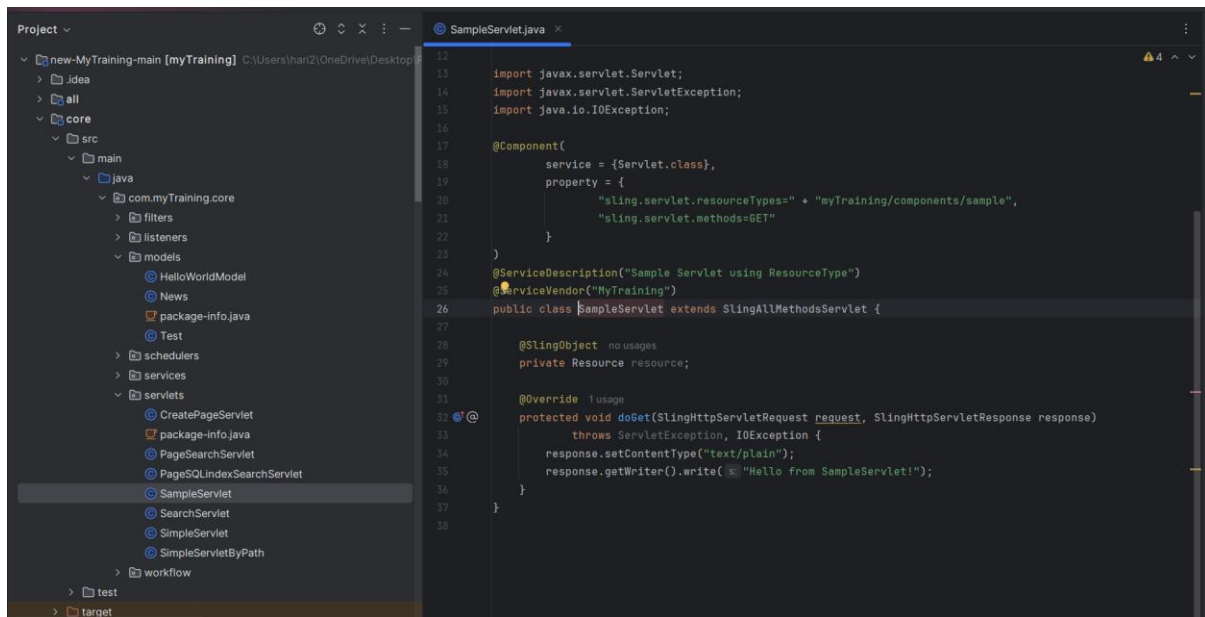 Project
new-MyTraining-main [myTraining] C:\Users\hari2\OneDrive\Desktop\
.idea
all
core
src
main
java
com.myTraining.core
filters
listeners
models
HelloWorldModel
News
package-info.java
Test
schedulers
services
servlets
CreatePageServlet
package-info.java
PageSearchServlet
PageSQLindexSearchServlet
SampleServlet
SearchServlet
SimpleServlet
SimpleServletByPath
workflow
test
target
SampleServlet.java
4
12
13 import javax.servlet.Servlet;
14 import javax.servlet.ServletException;
15 import java.io.IOException;
16
17 @Component(
18 service = {Servlet.class},
19 property = {
20 "sling.servlet.resourceTypes=" + "myTraining/components/sample",
21 "sling.servlet.methods=GET"
22 }
23 )
24 @ServiceDescription("Sample Servlet using ResourceType")
25 @ServiceVendor("MyTraining")
26 public class SampleServlet extends SlingAllMethodsServlet {
27
28 @SlingObject no usages
29 private Resource resource;
30
31 @Override 1 usage
32 @ protected void doGet(SlingHttpServletRequest request, SlingHttpServletResponse response)
33 throws ServletException, IOException {
34 response.setContentType("text/plain");
35 response.getWriter().write( s: "Hello from SampleServlet!");
36 }
37 }
38